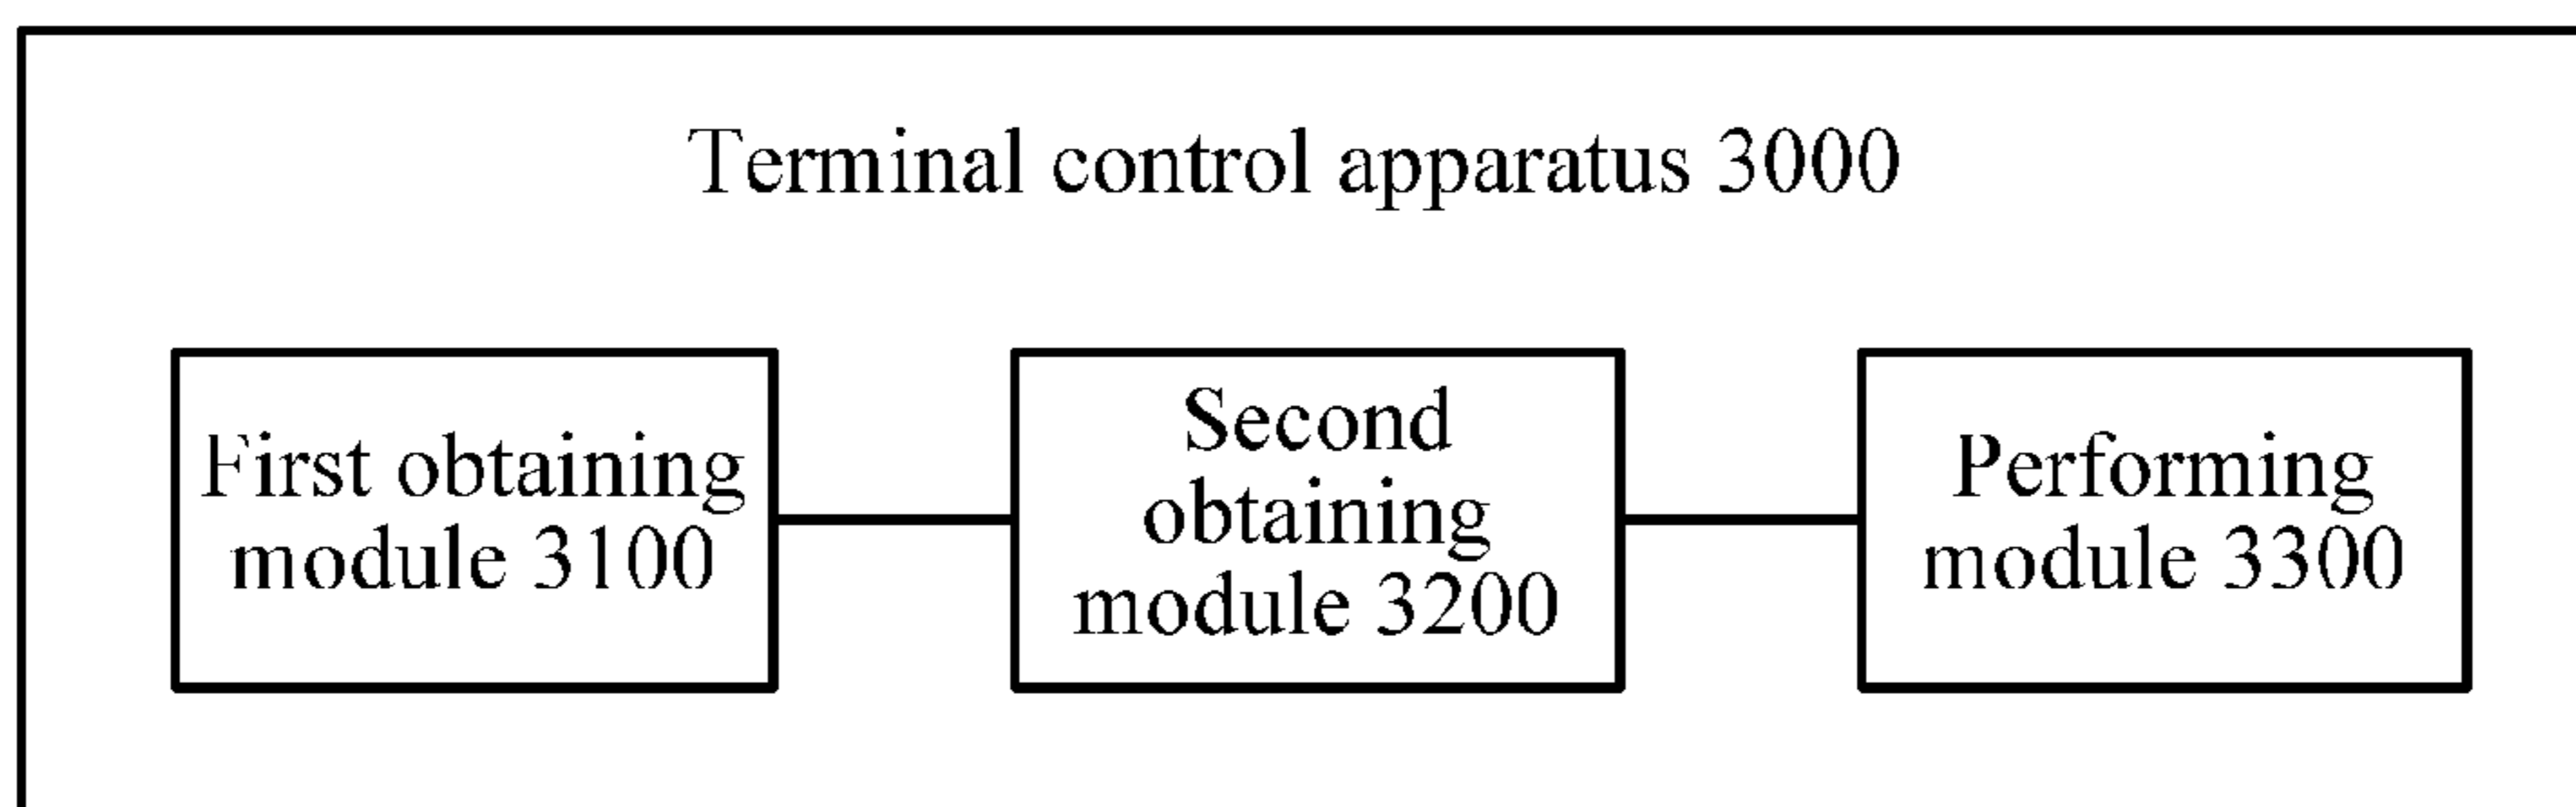 Terminal control apparatus 3000
First obtaining
module 3100
Second
obtaining
module 3200
Performing
module 3300